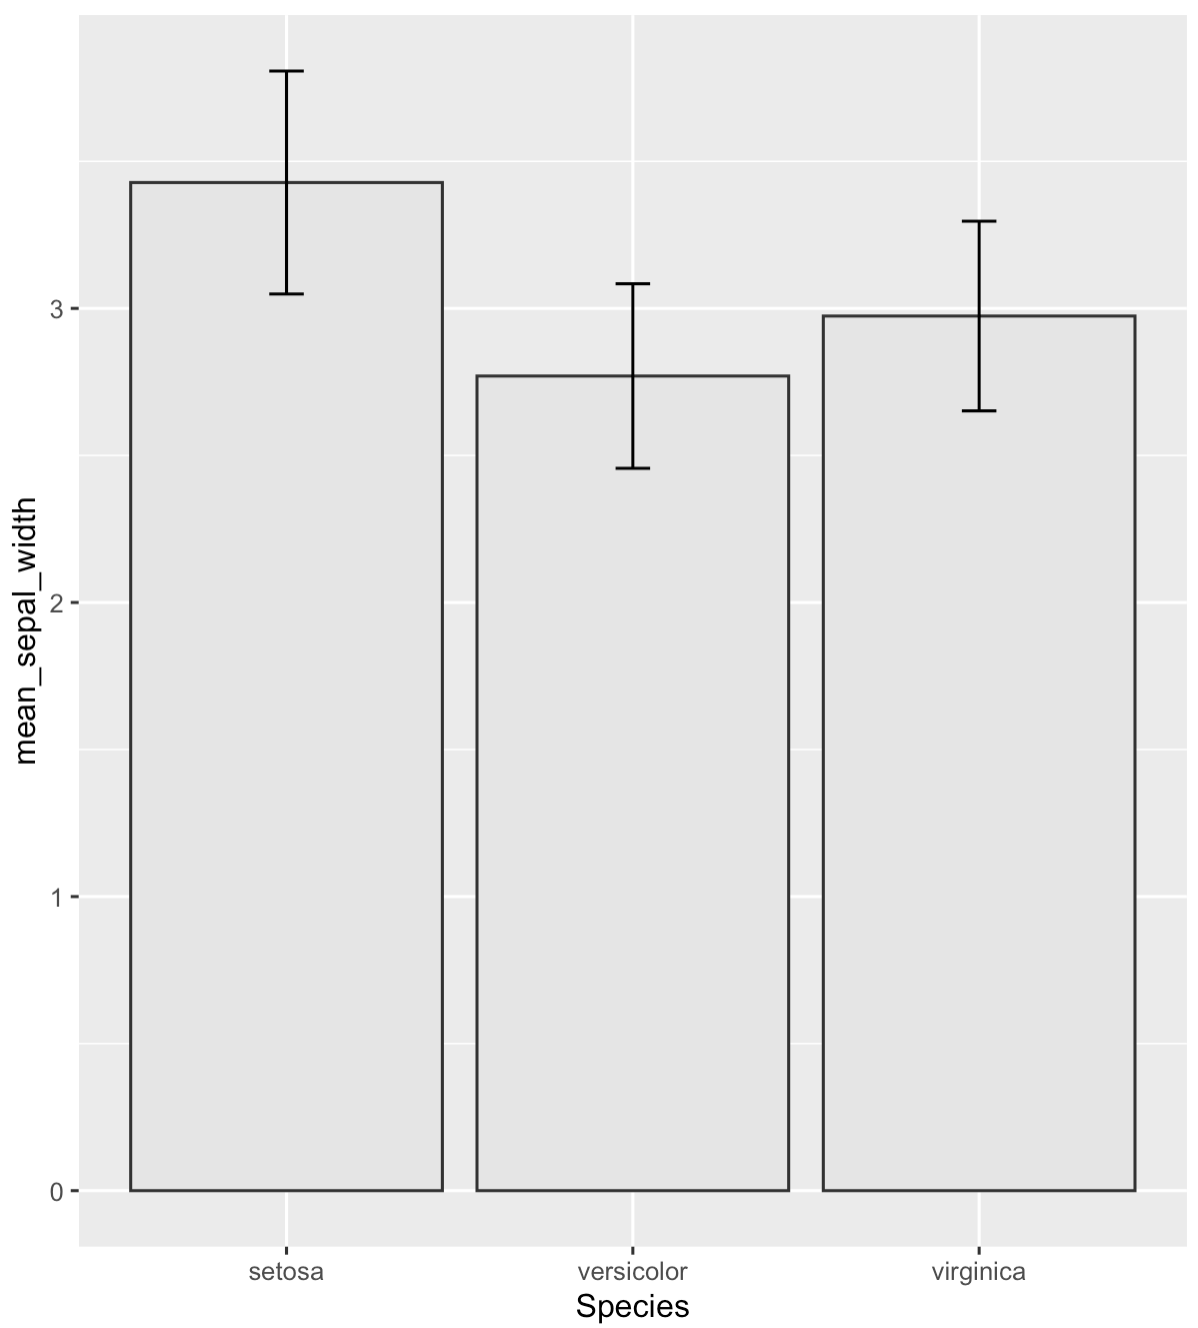 mean_sepal_width
3
2
1
0
setosa
versicolor
virginica
Species